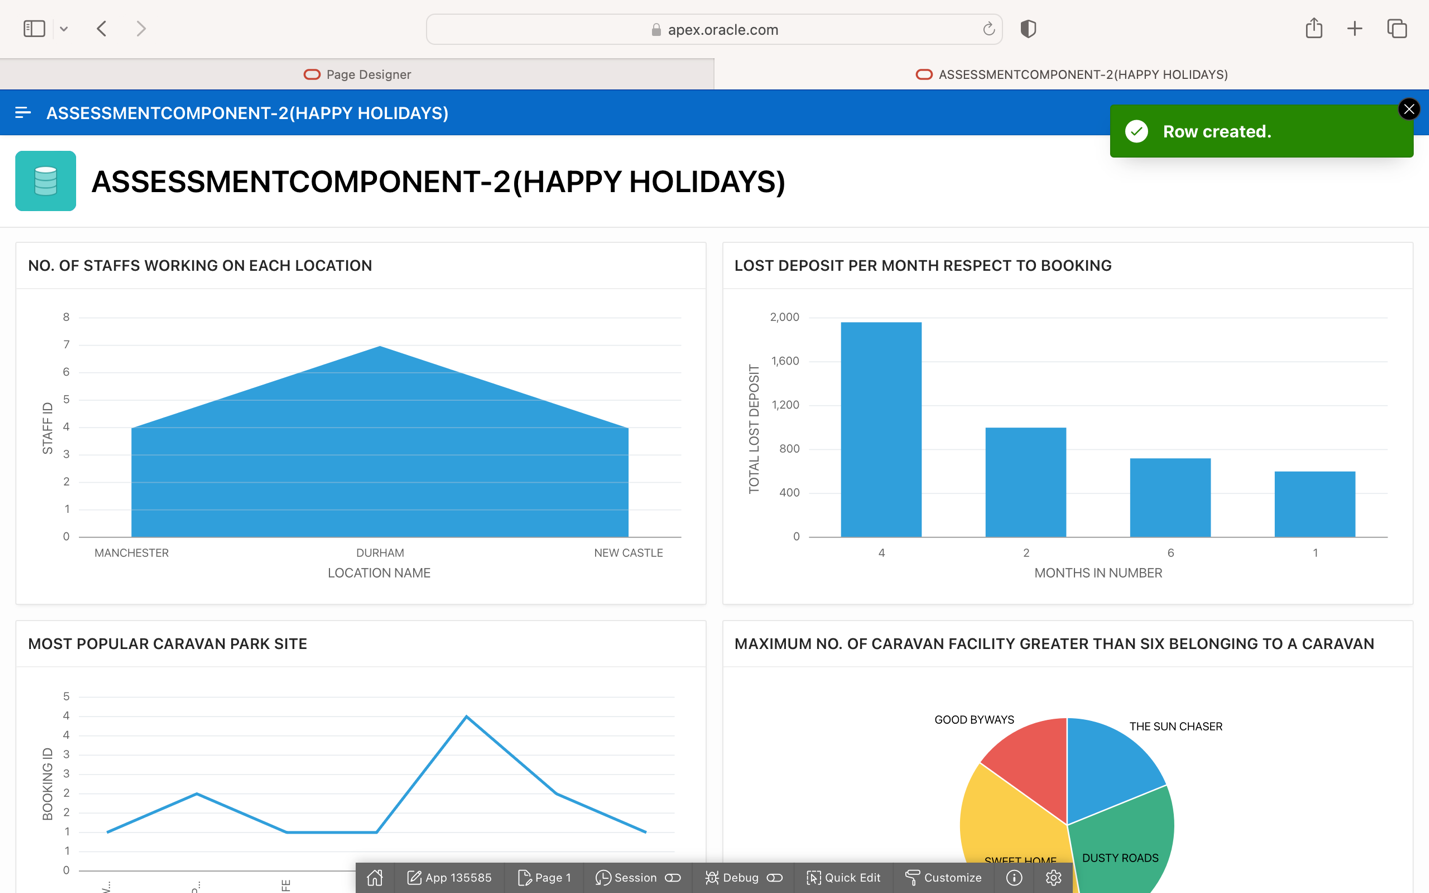 apex.oracle.com
Page Designer
ASSESSMENTCOMPONENT-2(HAPPY HOLIDAYS)
ASSESSMENTCOMPONENT-2(HAPPY HOLIDAYS)
Row created.
ASSESSMENTCOMPONENT-2(HAPPY HOLIDAYS)
NO. OF STAFFS WORKING ON EACH LOCATION
8
7
6
5
4
3
2
1
0
STAFF ID
MANCHESTER
DURHAM
NEW CASTLE
LOCATION NAME
LOST DEPOSIT PER MONTH RESPECT TO BOOKING
2,000
1,600
1,200
800
400
0
TOTAL LOST DEPOSIT
4
2
6
1
MONTHS IN NUMBER
MOST POPULAR CARAVAN PARK SITE
5
4
4
3
3
2
2
1
1
0
BOOKING ID
MAXIMUM NO. OF CARAVAN FACILITY GREATER THAN SIX BELONGING TO A CARAVAN
GOOD BYWAYS
THE SUN CHASER
SWEET HOME
DUSTY ROADS
App 135585
Page 1
Session
Debug
Quick Edit
Customize